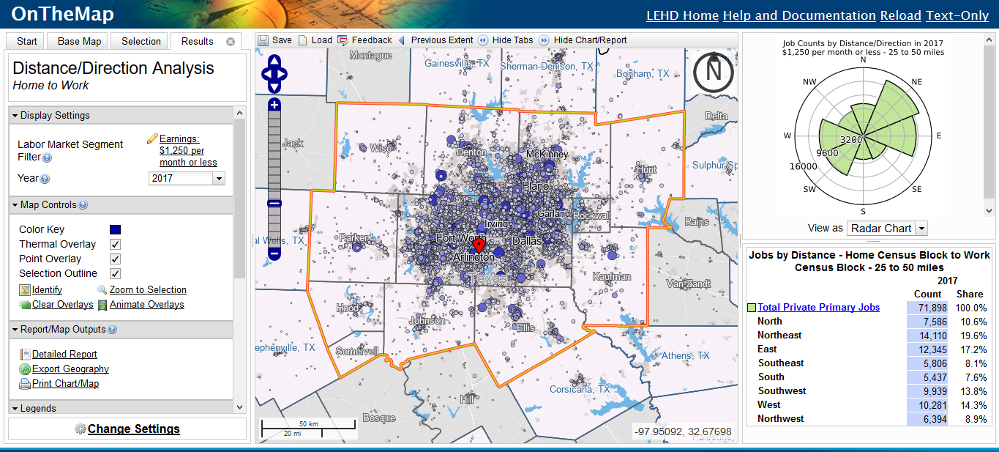 OnTheMap
LEHD Home Help and Documentation Reload Text-Only
Start
Base Map
Selection
Results
Save
Load
Feedback
Previous Extent
Hide Tabs
Hide Chart/Report
Distance/Direction Analysis
Home to Work
Display Settings
Labor Market Segment
Filter
Earnings:
$1,250 per
month or less
Year
2017
Map Controls
Color Key
Thermal Overlay
Point Overlay
Selection Outline
Identify
Zoom to Selection
Clear Overlays
Animate Overlays
Report/Map Outputs
Detailed Report
Export Geography
Print Chart/Map
Legends
Change Settings
Montague
Gainesville, TX
Sherman-Denison, TX
Bonham, TX
N
Delta
Jack
Wise
Denton
McKinney
Hunt
Sulphur Sp
Plano
Garland
Rockwall
Rains
Irving
al Wells, TX
Parker
Fort Worth
Dallas
Arlington
Texas
Kaufman
Van Zandt
Hood
Johnson
Ellis
ephenville, TX
Somervell
Athens, TX
Corsicana, TX
Hill
Bosque
50 km
20 mi
-97.95092, 32.67698
Job Counts by Distance/Direction in 2017
$1,250 per month or less - 25 to 50 miles
N
NW
NE
W
3200
E
9600
16000
SW
SE
S
View as
Radar Chart
Jobs by Distance - Home Census Block to Work
Census Block - 25 to 50 miles
2017
Count Share
Total Private Primary Jobs 71,898 100.0%
North 7,586 10.6%
Northeast 14,110 19.6%
East 12,345 17.2%
Southeast 5,806 8.1%
South 5,437 7.6%
Southwest 9,939 13.8%
West 10,281 14.3%
Northwest 6,394 8.9%